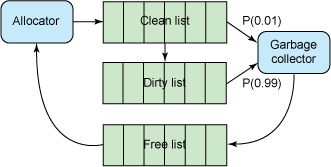 Allocator
Clean list
P(0.01)
Garbage
collector
Dirty list
P(0.99)
Free list